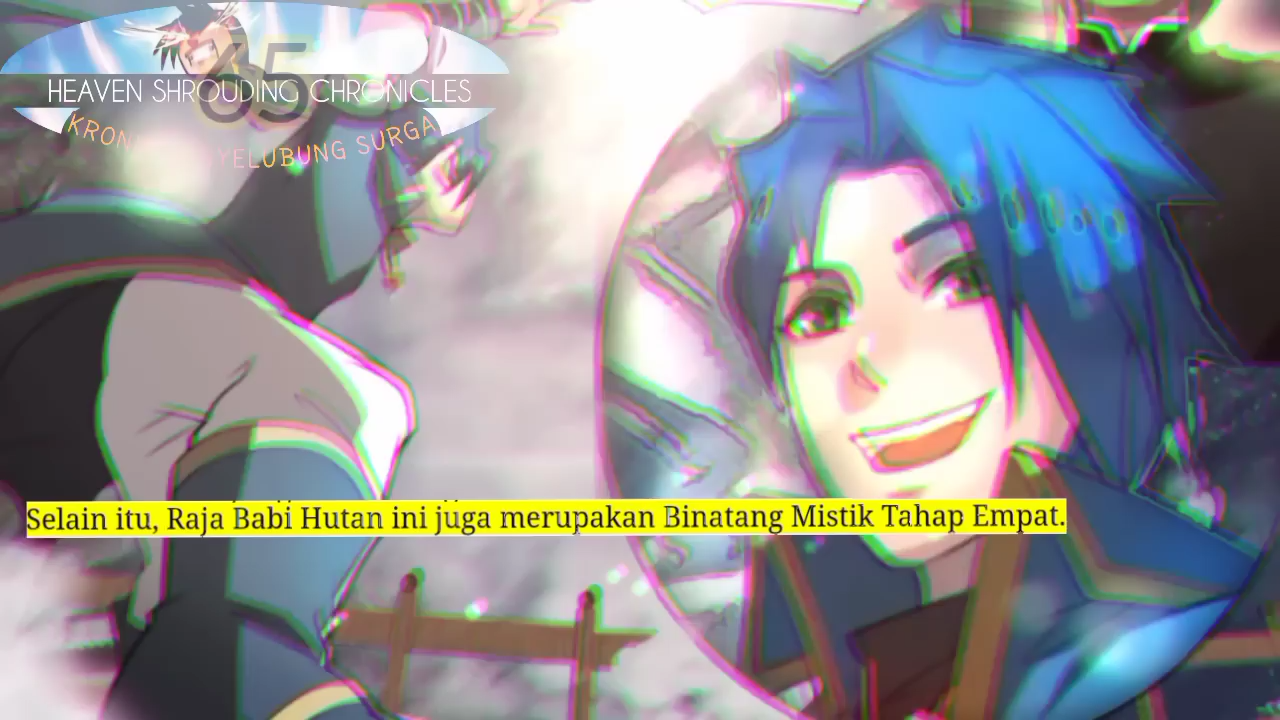 65
HEAVEN SHROUDING CHRONICLES
SURGA
Selain itu, Raja Babi Hutan ini juga merupakan Binatang Mistik Tahap Empat.